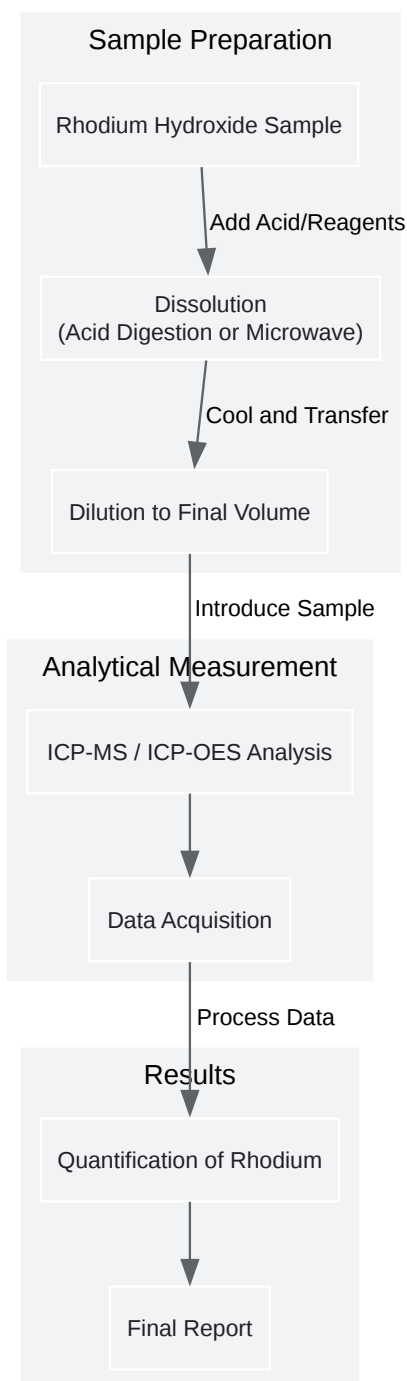 Sample Preparation
Rhodium Hydroxide Sample
Add Acid/Reagents
Dissolution
(Acid Digestion or Microwave)
Cool and Transfer
Dilution to Final Volume
Introduce Sample
Analytical Measurement
ICP-MS / ICP-OES Analysis
Data Acquisition
Process Data
Results
Quantification of Rhodium
Final Report